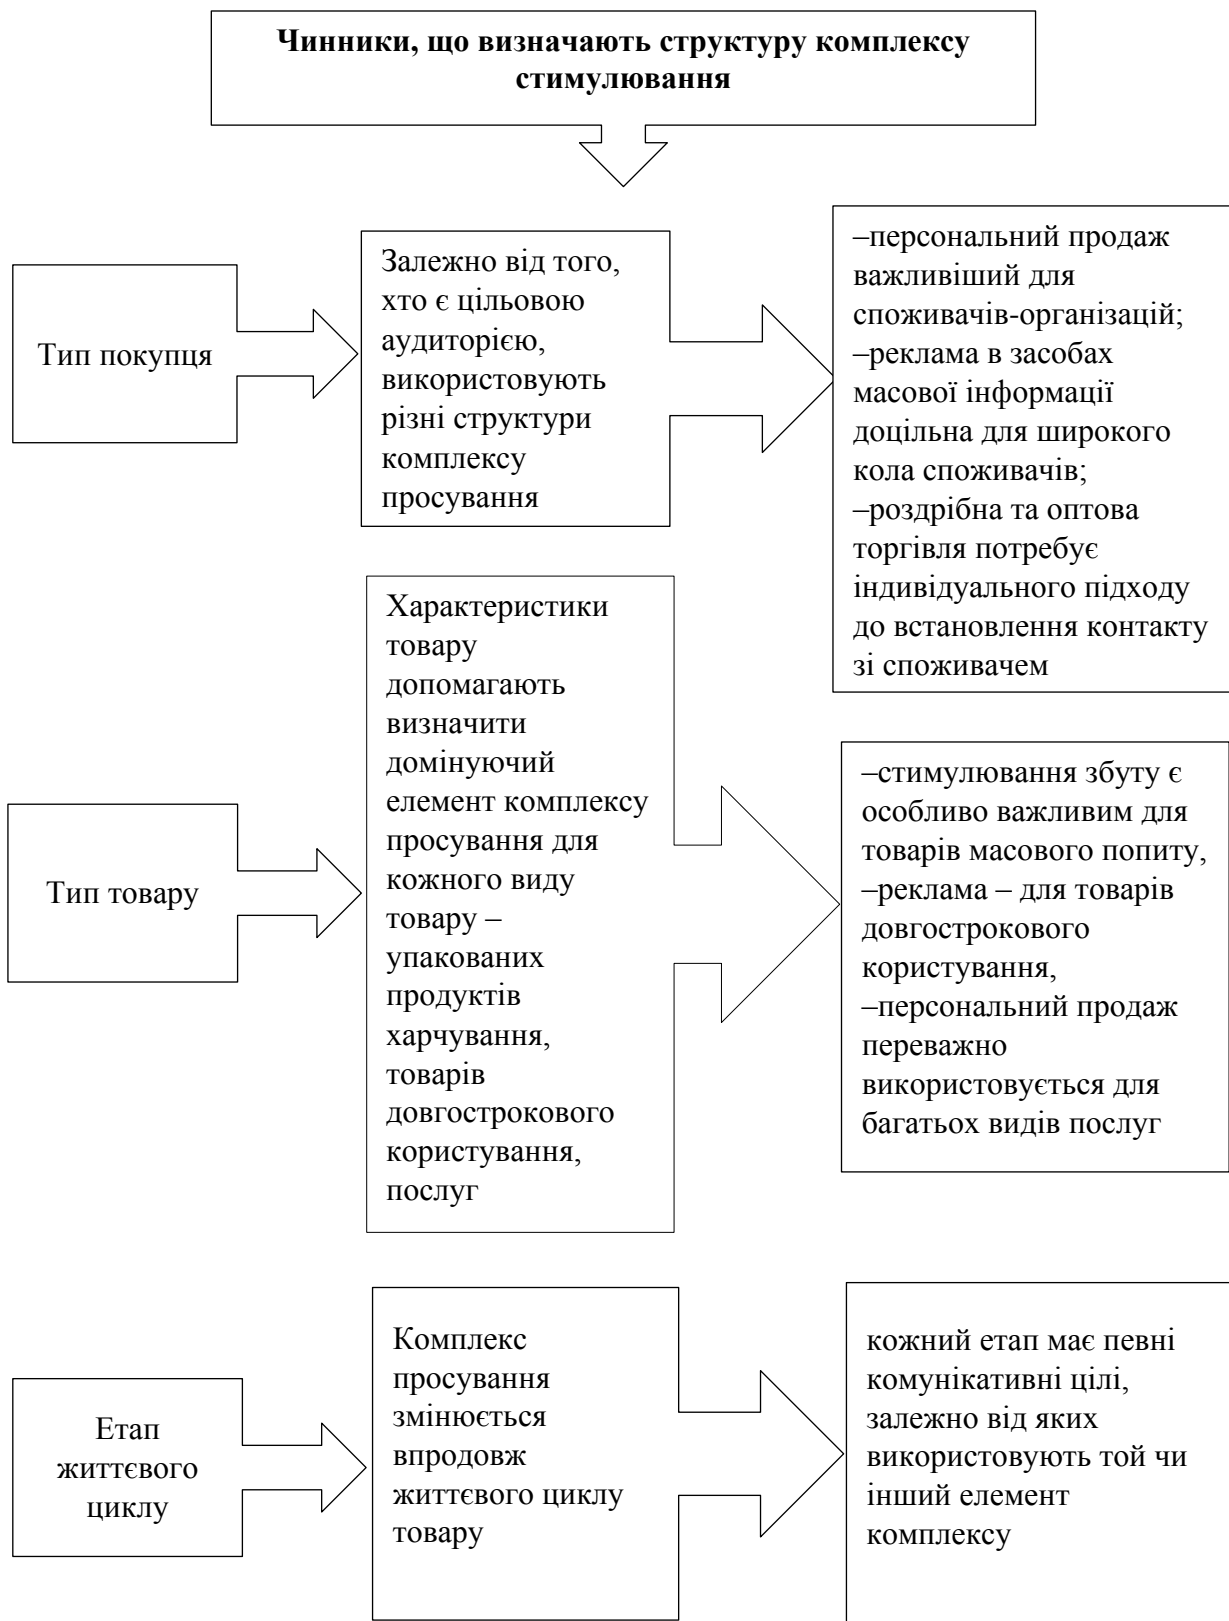 Чинники, що визначають структуру комплексу
стимулювання
Тип покупця
Залежно від того,
хто є цільовою
аудиторією,
використовують
різні структури
комплексу
просування
–персональний продаж
важливіший для
споживачів-організацій;
–реклама в засобах
масової інформації
доцільна для широкого
кола споживачів;
–роздрібна та оптова
торгівля потребує
індивідуального підходу
до встановлення контакту
зі споживачем
Тип товару
Характеристики
товару
допомагають
визначити
домінуючий
елемент комплексу
просування для
кожного виду
товару –
упакованих
продуктів
харчування,
товарів
довгострокового
користування,
послуг
–стимулювання збуту є
особливо важливим для
товарів масового попиту,
–реклама – для товарів
довгострокового
користування,
–персональний продаж
переважно
використовується для
багатьох видів послуг
Етап
життєвого
циклу
Комплекс
просування
змінюється
впродовж
життєвого циклу
товару
кожний етап має певні
комунікативні цілі,
залежно від яких
використовують той чи
інший елемент
комплексу